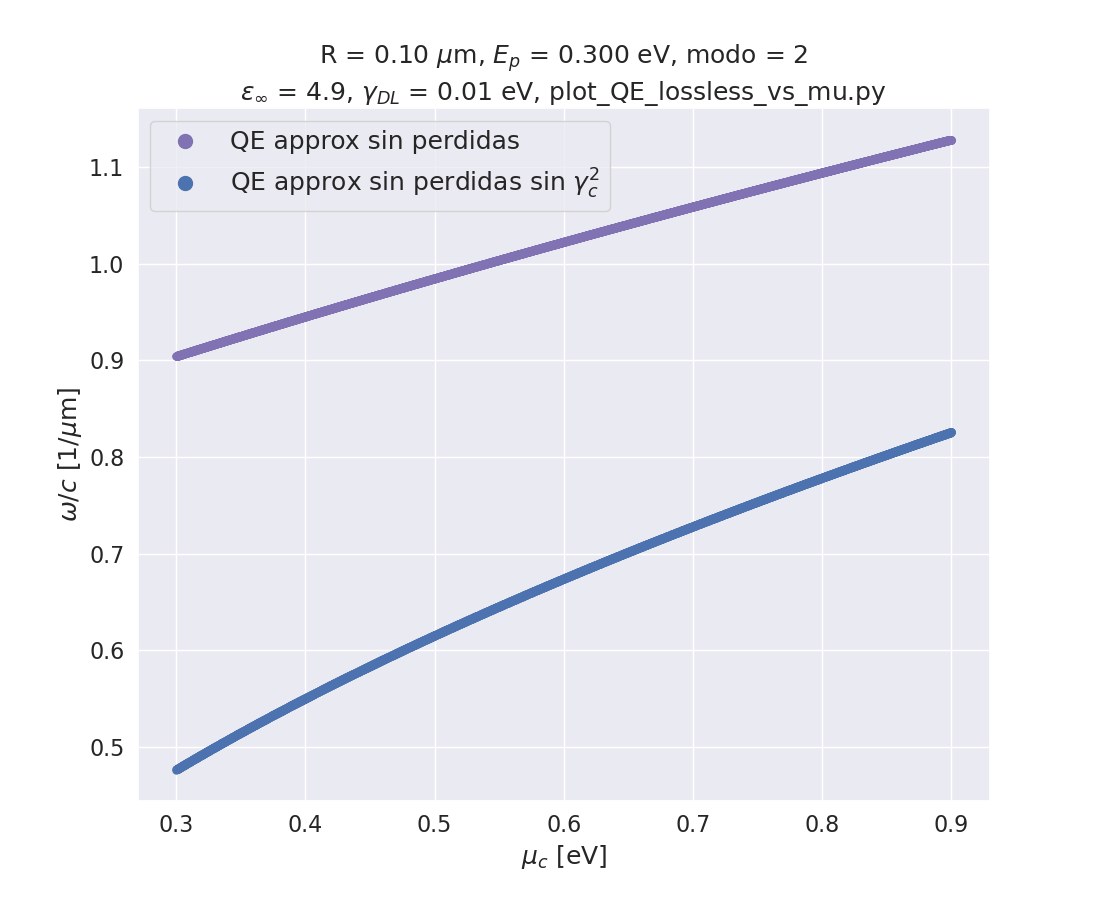 R = 0.10 μm, E_p = 0.300 eV, modo = 2
ε_∞ = 4.9, γ_DL = 0.01 eV, plot_QE_lossless_vs_mu.py
QE approx sin perdidas
QE approx sin perdidas sin γ_c^2
1.1
1.0
0.9
0.8
0.7
0.6
0.5
ω/c [1/μm]
0.3 0.4 0.5 0.6 0.7 0.8 0.9
μ_c [eV]